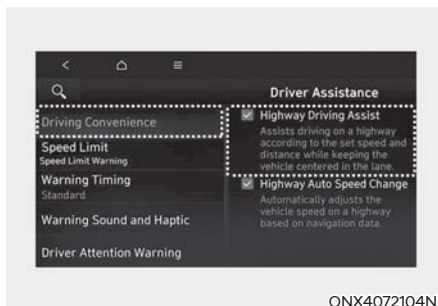 Driver Assistance
Driving Convenience
Speed Limit
Speed Limit Warning
Warning Timing
Standard
Warning Sound and Haptic
Driver Attention Warning
Highway Driving Assist
Assists driving on a highway
according to the set speed and
distance while keeping the
vehicle centered in the lane.
Highway Auto Speed Change
Automatically adjusts the
vehicle speed on a highway
based on navigation data.
ONX4072104N